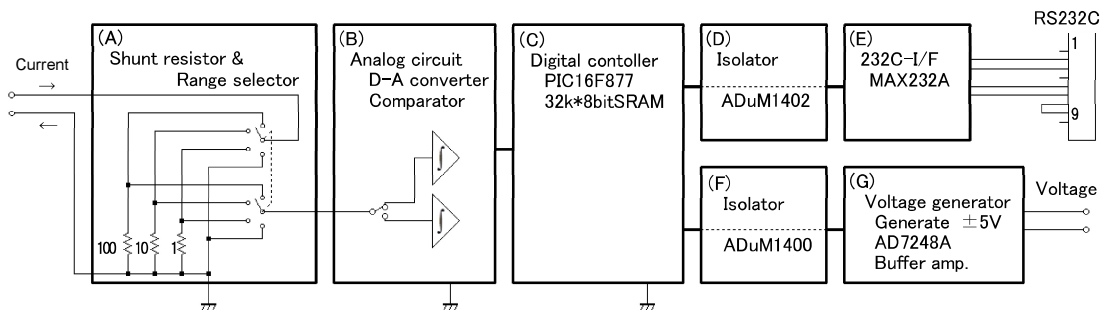 RS232C
(A)
Shunt resistor &
Range selector
Current
100
10
1
(B)
Analog circuit
D-A converter
Comparator
∫
∫
(C)
Digital contoller
PIC16F877
32k*8bitSRAM
(D)
Isolator
ADuM1402
(E)
232C-I/F
MAX232A
1
9
(F)
Isolator
ADuM1400
(G)
Voltage generator
Generate ±5V
AD7248A
Buffer amp.
Voltage